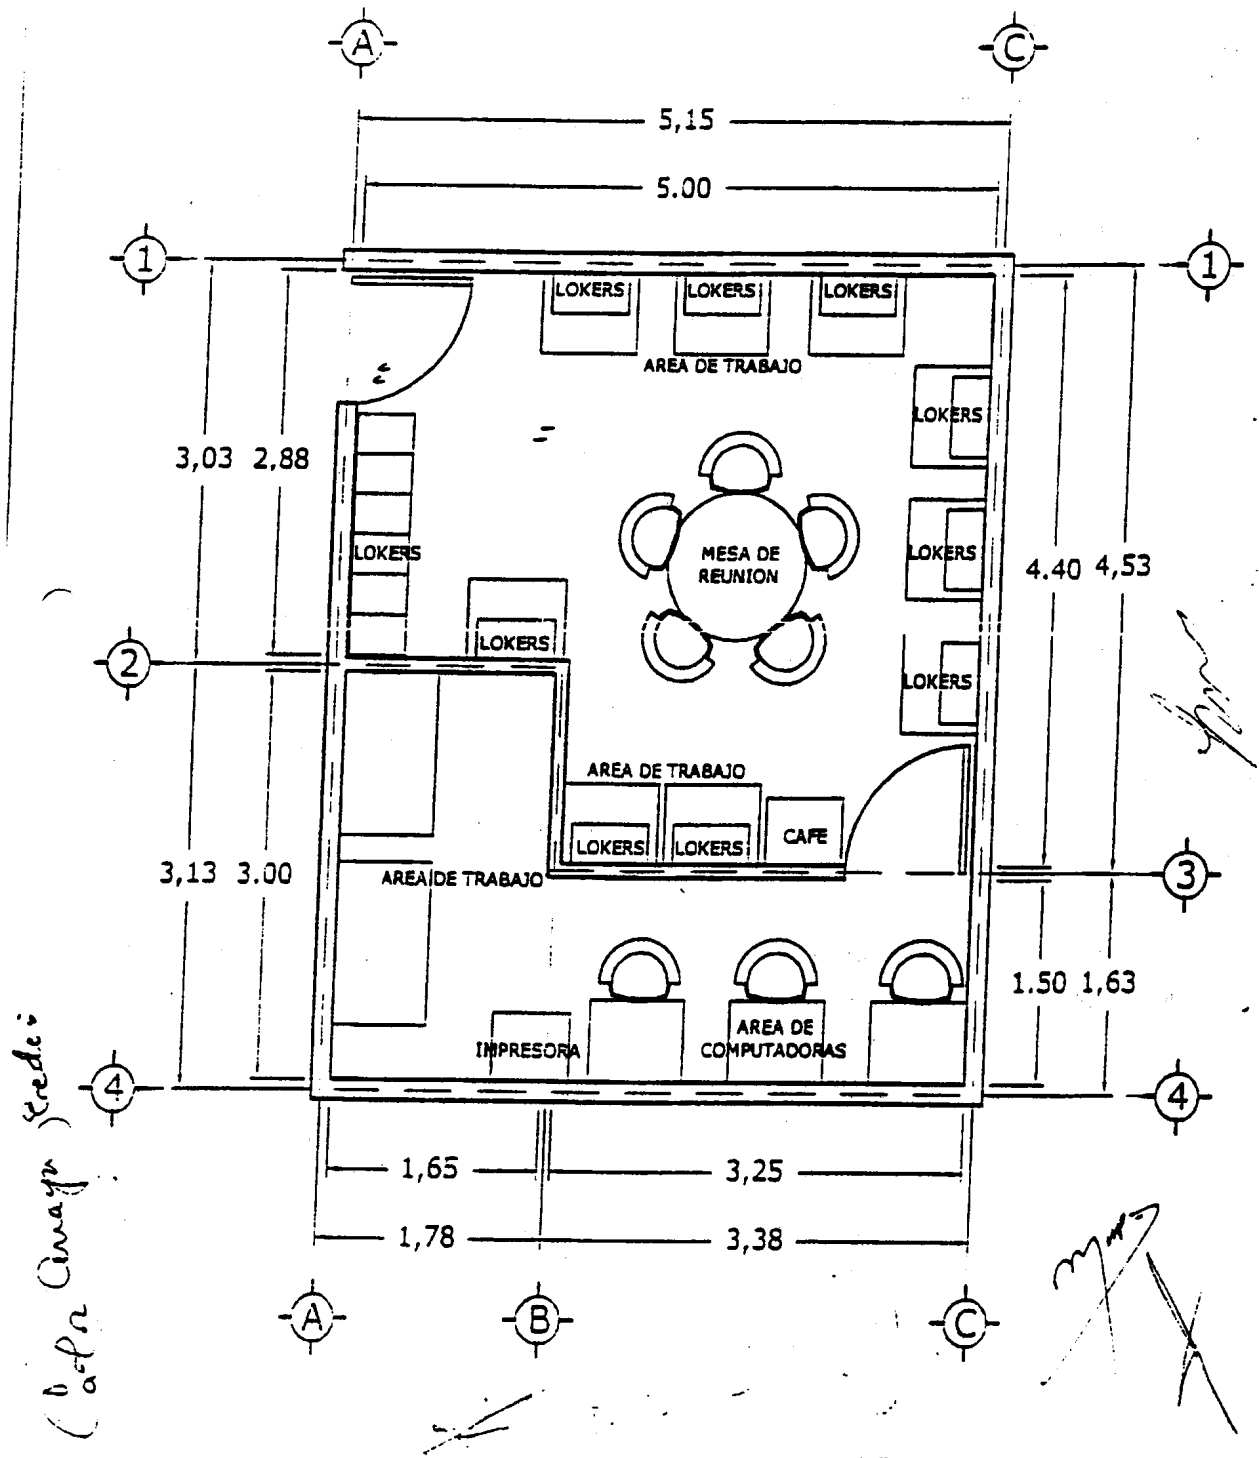 A
C
5,15
5.00
1
1
LOKERS
LOKERS
LOKERS
AREA DE TRABAJO
LOKERS
3,03
2,88
LOKERS
MESA DE
REUNION
LOKERS
4.40
4,53
LOKERS
2
LOKERS
AREA DE TRABAJO
CAFE
LOKERS
LOKERS
3,13
3.00
AREA DE TRABAJO
3
1.50
1,63
AREA DE
COMPUTADORAS
IMPRESORA
4
4
1,65
3,25
1,78
3,38
A
B
C